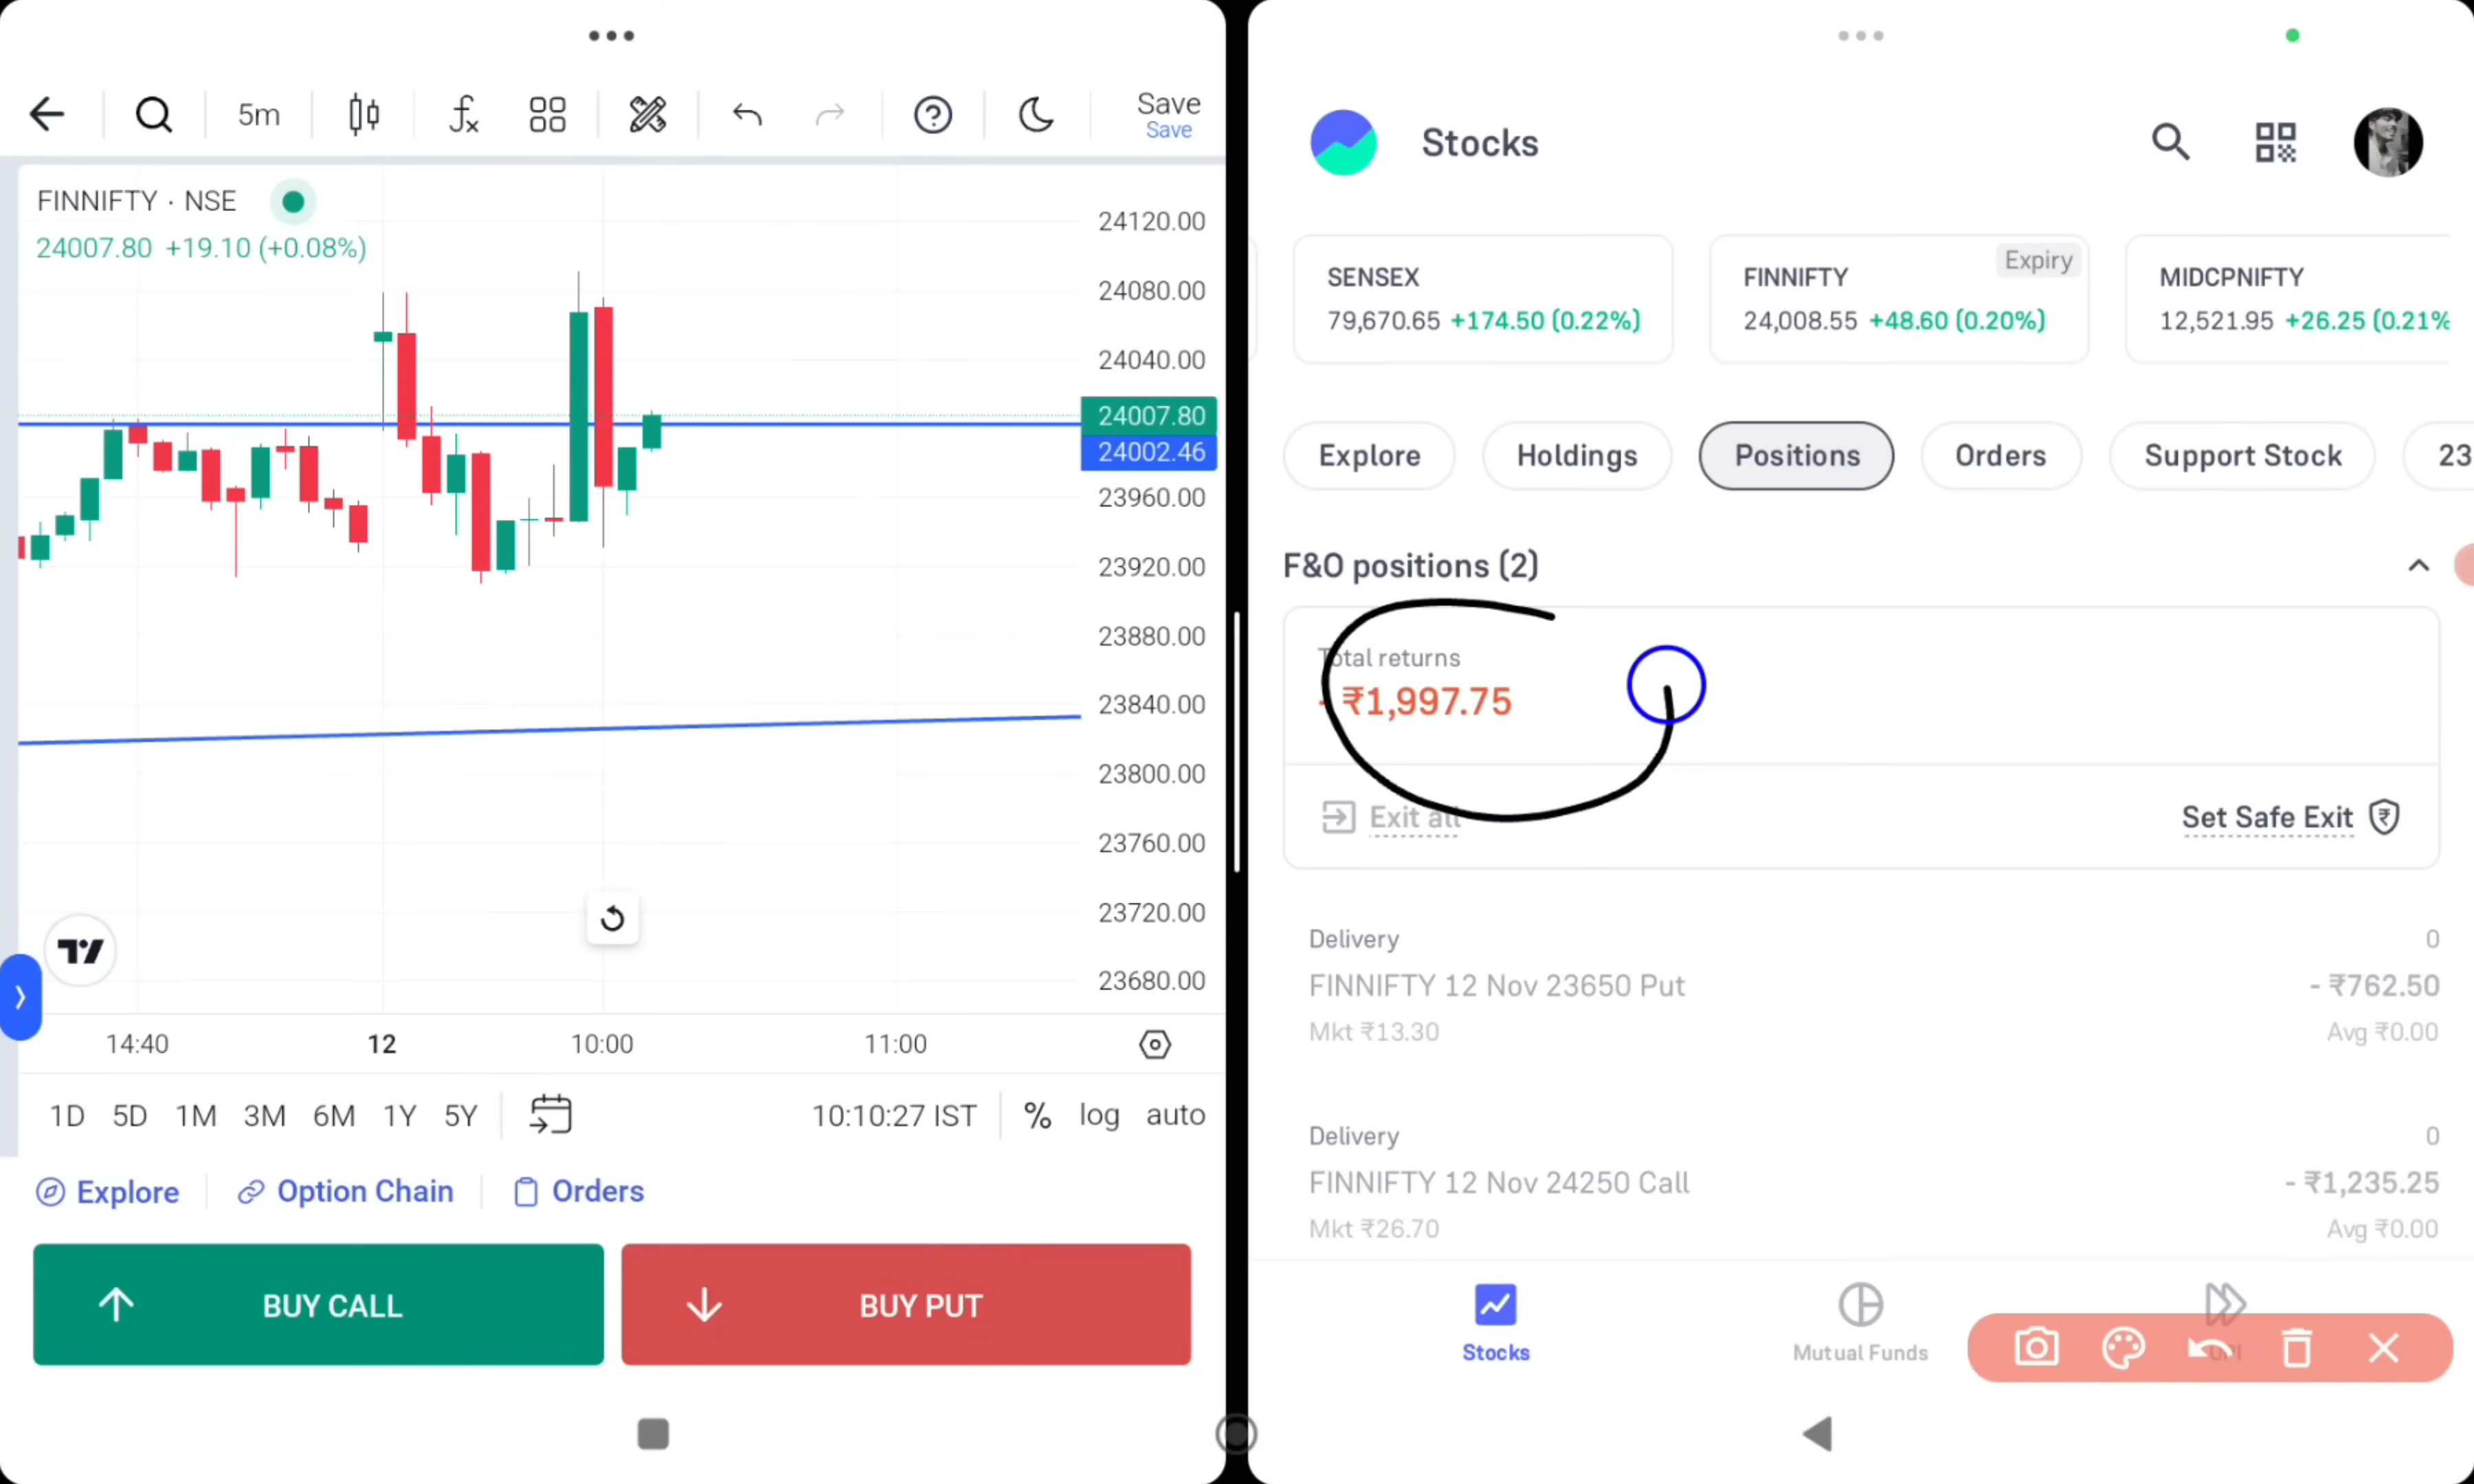 5m
Save
Save
FINNIFTY · NSE
24007.80 +19.10 (+0.08%)
24120.00
24080.00
24040.00
24007.80
24002.46
23960.00
23920.00
23880.00
23840.00
23800.00
23760.00
23720.00
23680.00
14:40 12 10:00 11:00
1D 5D 1M 3M 6M 1Y 5Y 10:10:27 IST % log auto
Explore Option Chain Orders
BUY CALL BUY PUT
Stocks
SENSEX
79,670.65 +174.50 (0.22%)
Expiry
FINNIFTY
24,008.55 +48.60 (0.20%)
MIDCPNIFTY
12,521.95 +26.25 (0.21%
Explore Holdings Positions Orders Support Stock 23
F&O positions (2)
Total returns
- ₹1,997.75
Exit all Set Safe Exit
Delivery 0
FINNIFTY 12 Nov 23650 Put - ₹762.50
Mkt ₹13.30 Avg ₹0.00
Delivery 0
FINNIFTY 12 Nov 24250 Call - ₹1,235.25
Mkt ₹26.70 Avg ₹0.00
Stocks Mutual Funds UPI